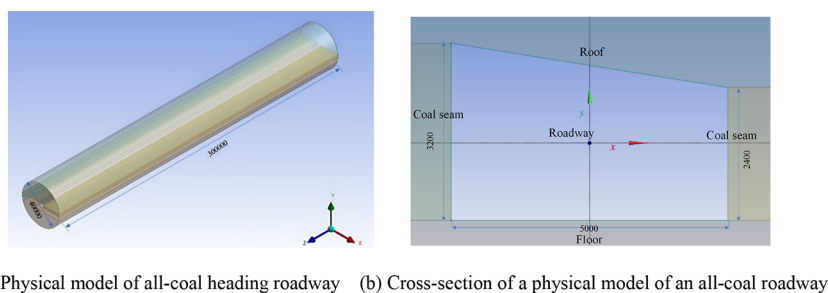 300000
40000
Y
Z
X
Roof
Coal seam
y
3200
Roadway
x
Coal seam
2400
5000
Floor
Physical model of all-coal heading roadway (b) Cross-section of a physical model of an all-coal roadway